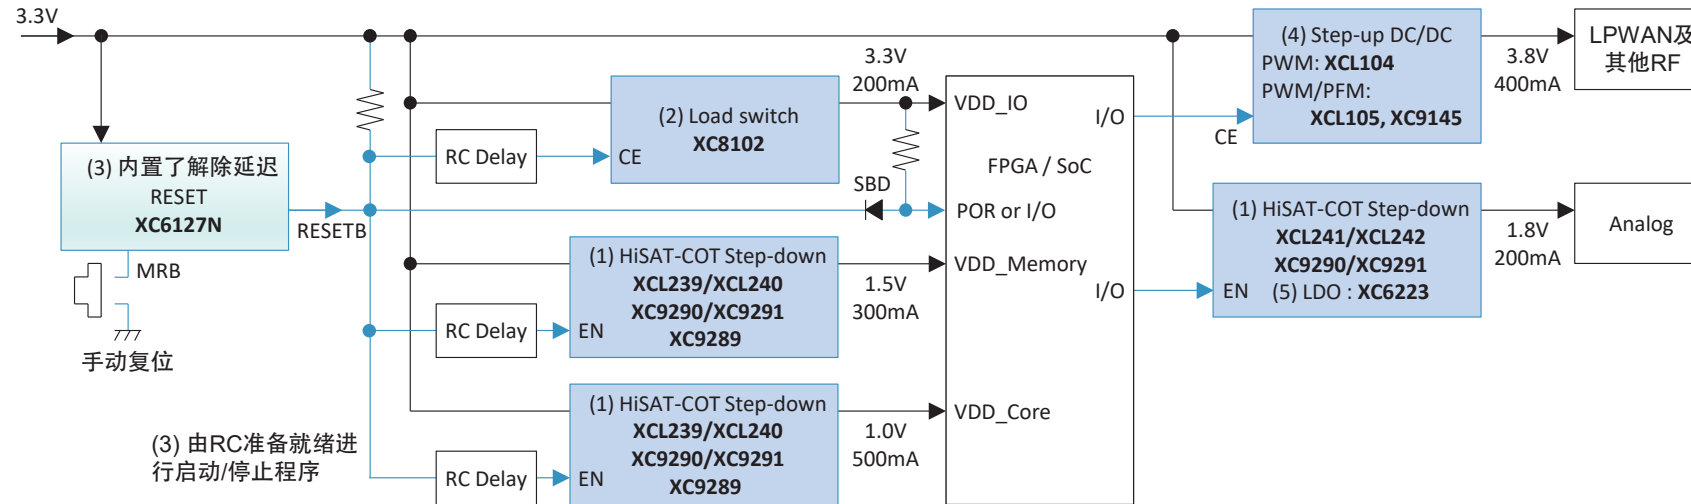 3.3V
(3) 内置了解除延迟
RESET
XC6127N
RESETB
MRB
手动复位
(3) 由RC准备就绪进
行启动/停止程序
RC Delay
CE
(2) Load switch
XC8102
3.3V
200mA
SBD
RC Delay
EN
(1) HiSAT-COT Step-down
XCL239/XCL240
XC9290/XC9291
XC9289
1.5V
300mA
RC Delay
EN
(1) HiSAT-COT Step-down
XCL239/XCL240
XC9290/XC9291
XC9289
1.0V
500mA
VDD_IO
I/O
FPGA / SoC
POR or I/O
VDD_Memory
I/O
VDD_Core
CE
(4) Step-up DC/DC
PWM: XCL104
PWM/PFM:
XCL105, XC9145
3.8V
400mA
LPWAN及
其他RF
EN
(1) HiSAT-COT Step-down
XCL241/XCL242
XC9290/XC9291
(5) LDO : XC6223
1.8V
200mA
Analog